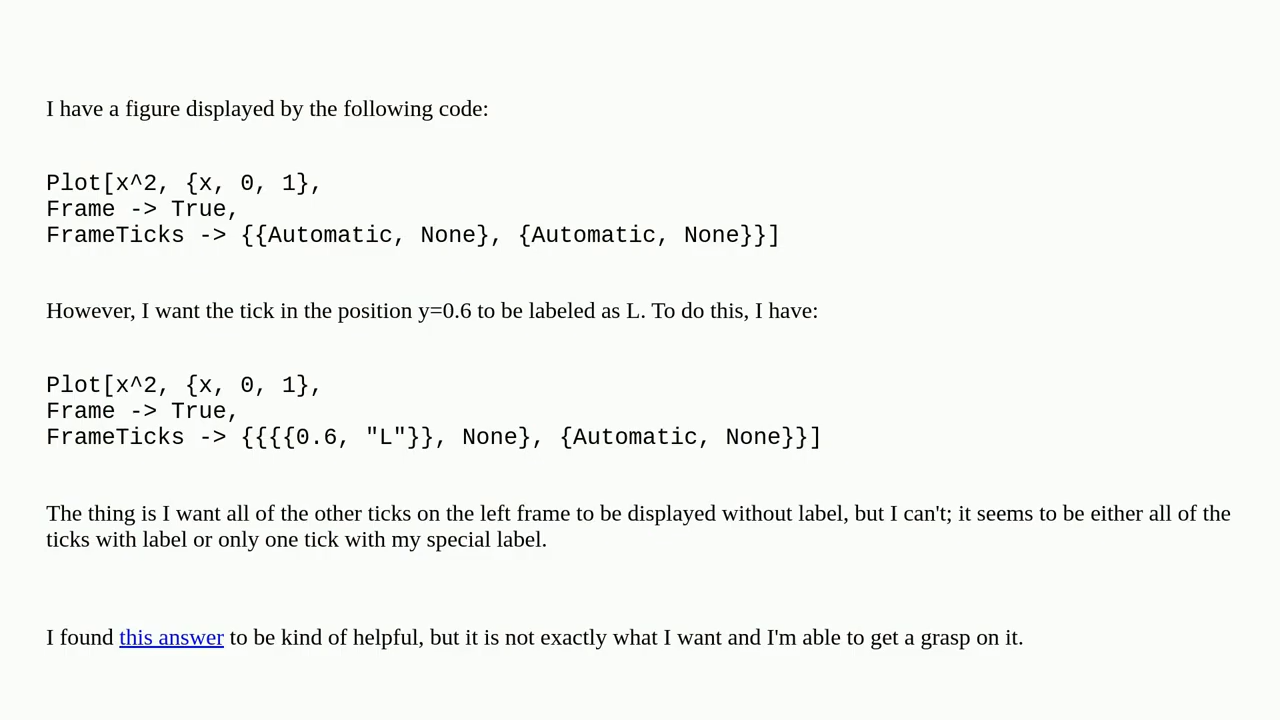 I have a figure displayed by the following code:
Plot[x^2, {x, 0, 1},
Frame -> True,
FrameTicks -> {{Automatic, None}, {Automatic, None}}]
However, I want the tick in the position y=0.6 to be labeled as L. To do this, I have:
Plot[x^2, {x, 0, 1},
Frame -> True,
FrameTicks -> {{{{0.6, "L"}}, None}, {Automatic, None}}]
The thing is I want all of the other ticks on the left frame to be displayed without label, but I can't; it seems to be either all of the
ticks with label or only one tick with my special label.
I found this answer to be kind of helpful, but it is not exactly what I want and I'm able to get a grasp on it.